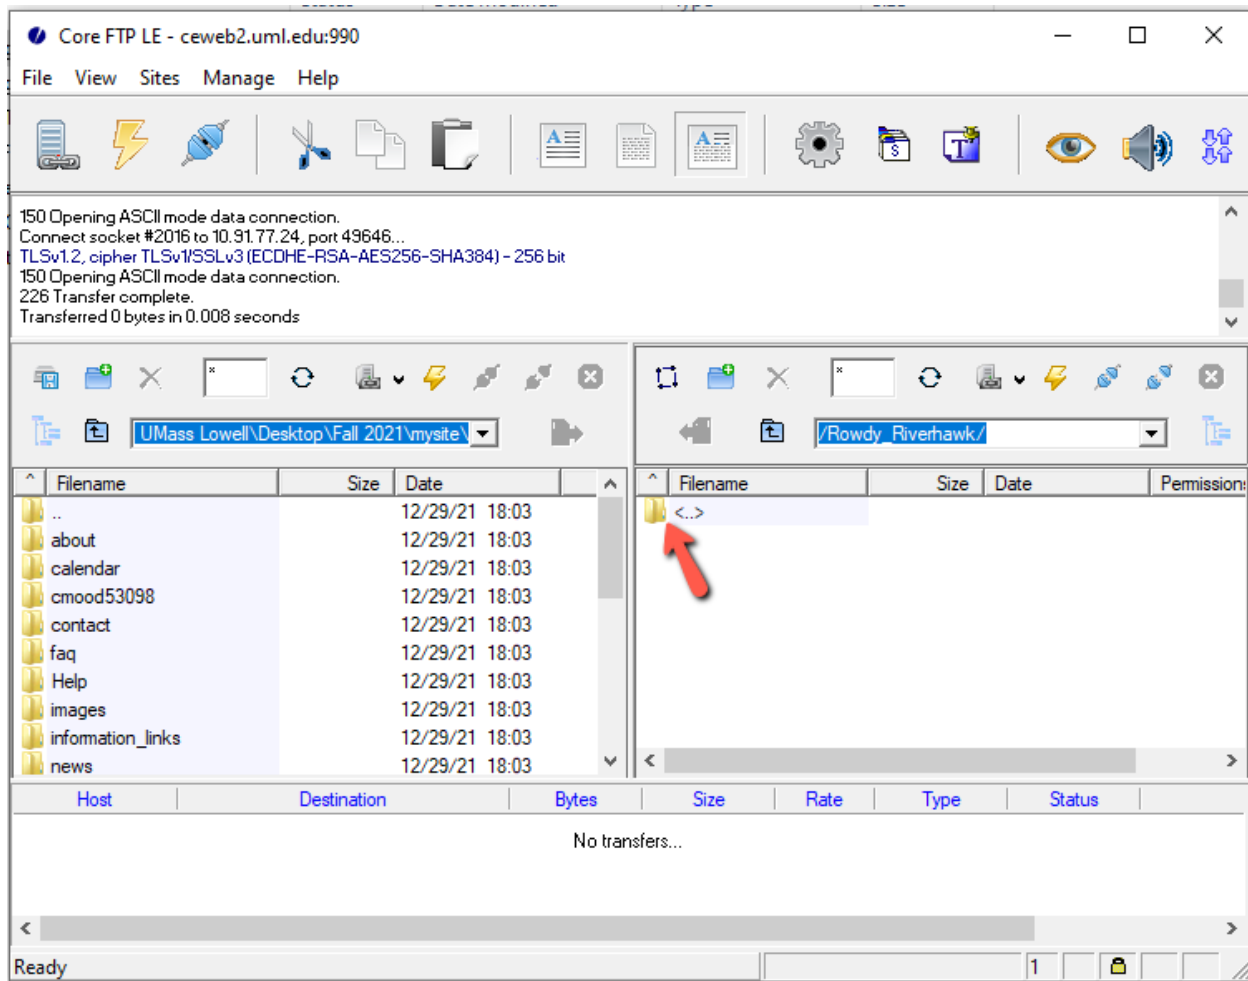 Core FTP LE - ceweb2.uml.edu:990
File View Sites Manage Help
150 Opening ASCII mode data connection.
Connect socket #2016 to 10.91.77.24, port 49646...
TLSv1.2, cipher TLSv1/SSLv3 (ECDHE-RSA-AES256-SHA384) - 256 bit
150 Opening ASCII mode data connection.
226 Transfer complete.
Transferred 0 bytes in 0.008 seconds
*
UMass Lowell\Desktop\Fall 2021\mysite\
^ Filename Size Date
.. 12/29/21 18:03
about 12/29/21 18:03
calendar 12/29/21 18:03
cmood53098 12/29/21 18:03
contact 12/29/21 18:03
faq 12/29/21 18:03
Help 12/29/21 18:03
images 12/29/21 18:03
information_links 12/29/21 18:03
news 12/29/21 18:03
*
/Rowdy_Riverhawk/
^ Filename Size Date Permission
<..>
Host Destination Bytes Size Rate Type Status
No transfers...
Ready 1